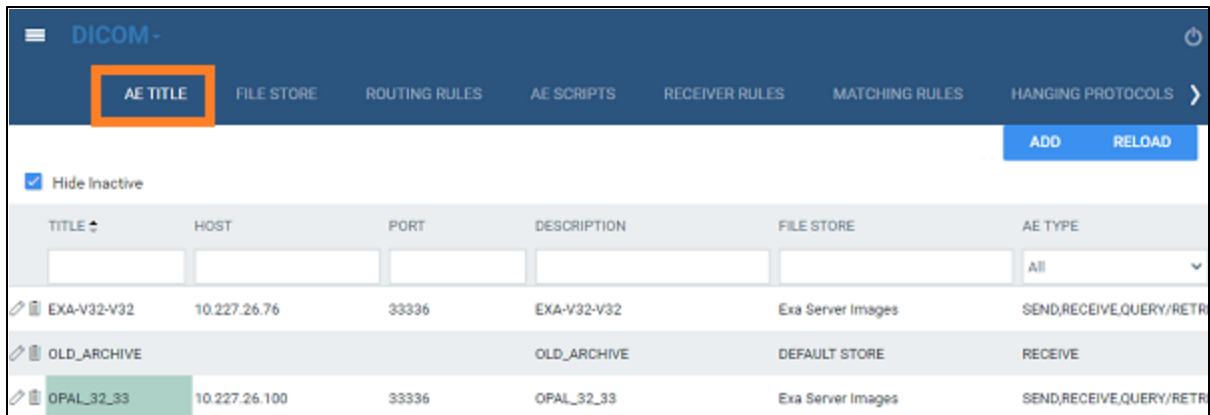 DICOM
AE TITLE FILE STORE ROUTING RULES AE SCRIPTS RECEIVER RULES MATCHING RULES HANGING PROTOCOLS
ADD RELOAD
Hide Inactive
TITLE HOST PORT DESCRIPTION FILE STORE AE TYPE
All
EXA-V32-V32 10.227.26.76 33336 EXA-V32-V32 Exa Server Images SEND,RECEIVE,QUERY/RETR
OLD_ARCHIVE OLD_ARCHIVE DEFAULT STORE RECEIVE
OPAL_32_33 10.227.26.100 33336 OPAL_32_33 Exa Server Images SEND,RECEIVE,QUERY/RETR